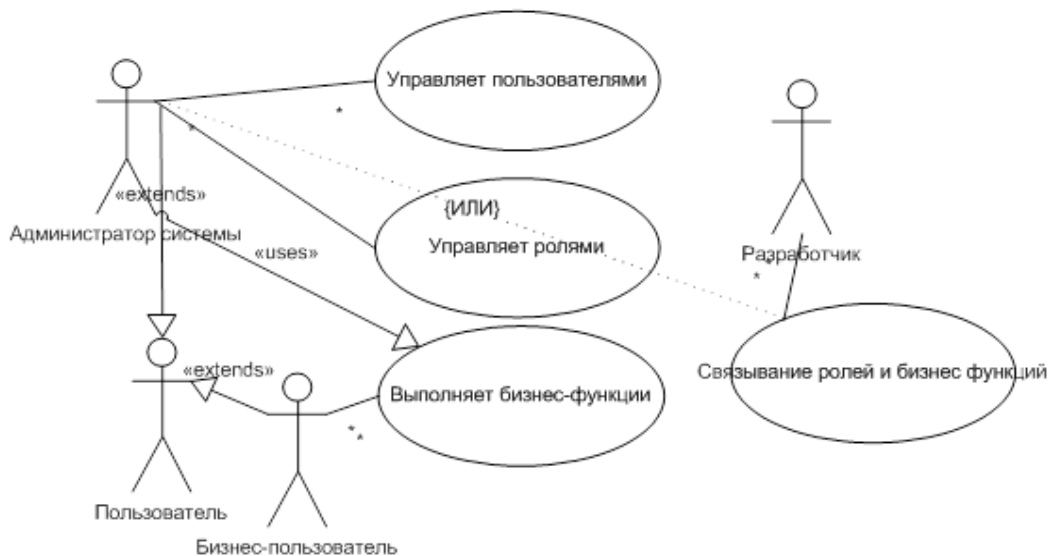 Управляет пользователями
*
*
«extends»
{ИЛИ}
Администратор системы
«uses»
Управляет ролями
Разработчик
* *
«extends»
Выполняет бизнес-функции
Связывание ролей и бизнес функций
* *
Пользователь
Бизнес-пользователь